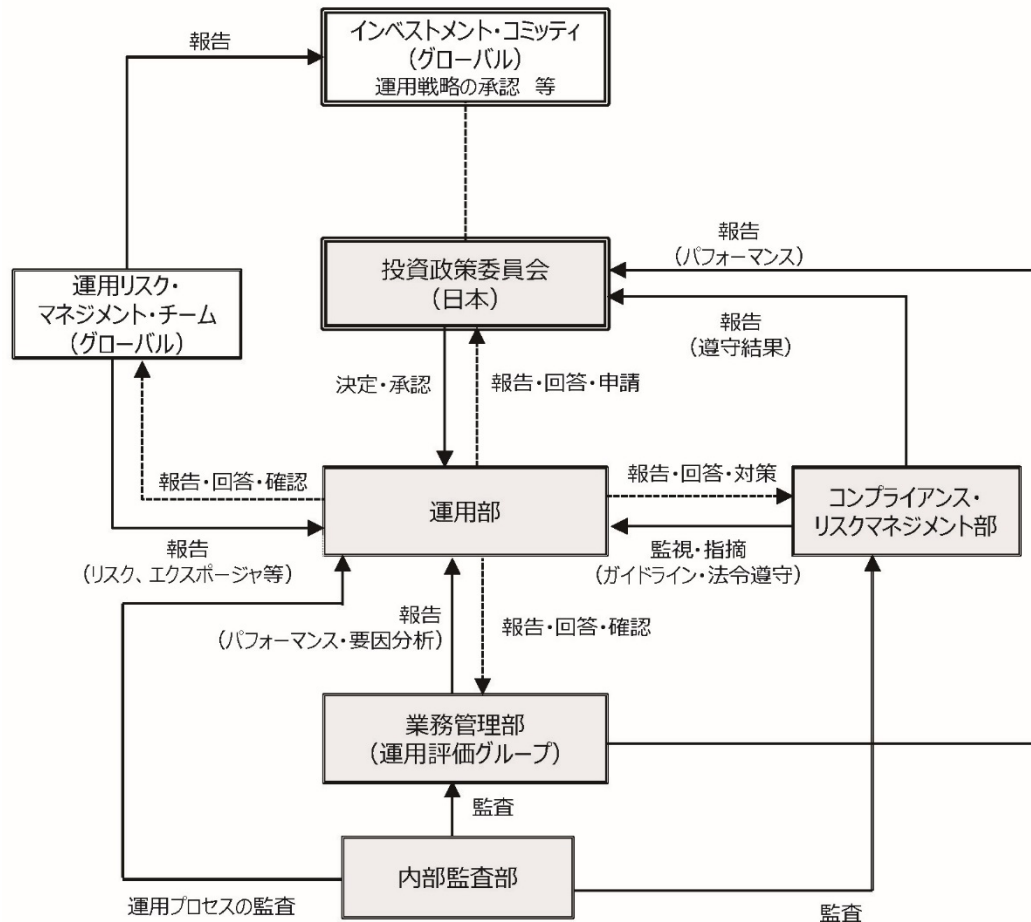 報告
インベストメント・コミッティ
（グローバル）
運用戦略の承認　等
報告
（パフォーマンス）
投資政策委員会
（日本）
運用リスク・
マネジメント・チーム
（グローバル）
報告
（遵守結果）
決定・承認
報告・回答・申請
報告・回答・確認
運用部
報告・回答・対策
コンプライアンス・
リスクマネジメント部
報告
（リスク、エクスポージャ等）
監視・指摘
（ガイドライン・法令遵守）
報告
（パフォーマンス・要因分析）
報告・回答・確認
業務管理部
（運用評価グループ）
監査
内部監査部
運用プロセスの監査
監査